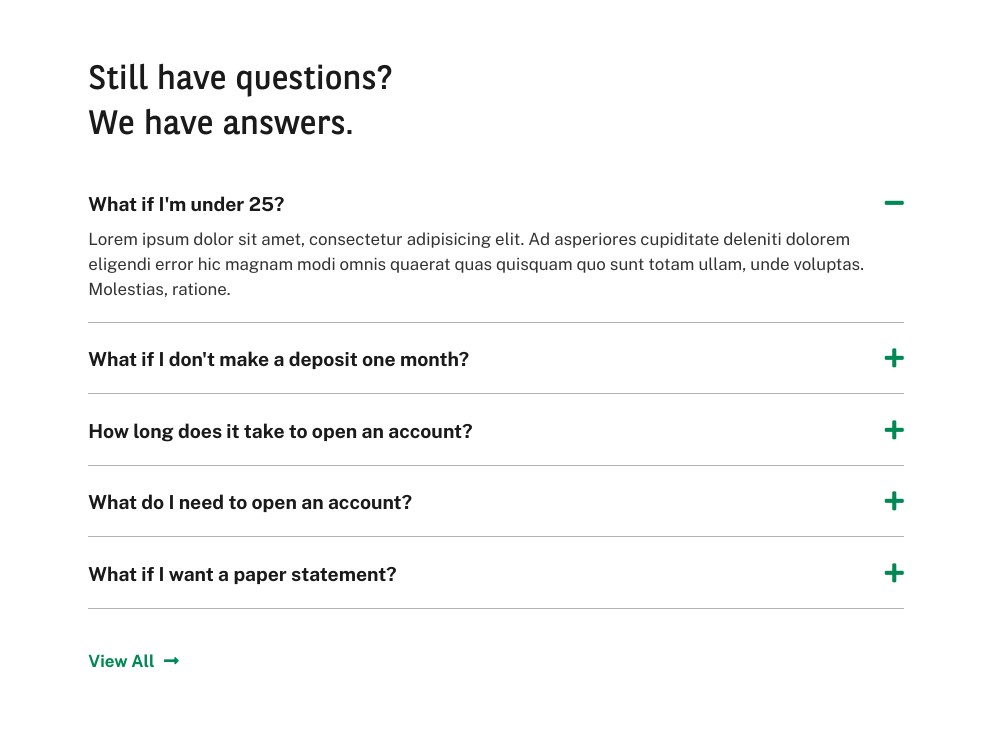 Still have questions?
We have answers.
What if I'm under 25?
Lorem ipsum dolor sit amet, consectetur adipisicing elit. Ad asperiores cupiditate deleniti dolorem
eligendi error hic magnam modi omnis quaerat quas quisquam quo sunt totam ullam, unde voluptas.
Molestias, ratione.
What if I don't make a deposit one month?
How long does it take to open an account?
What do I need to open an account?
What if I want a paper statement?
View All